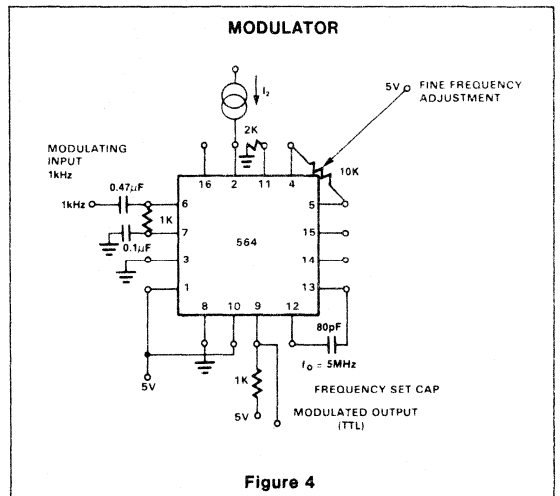 MODULATOR
I₂
5V
FINE FREQUENCY
ADJUSTMENT
2K
MODULATING
INPUT
1kHz
10K
16
2
11
4
0.47μF
1kHz
6
1K
5
7
564
15
0.1μF
3
14
1
13
8
10
9
12
80pF
fo = 5MHz
5V
1K
FREQUENCY SET CAP
5V
MODULATED OUTPUT
(TTL)
Figure 4